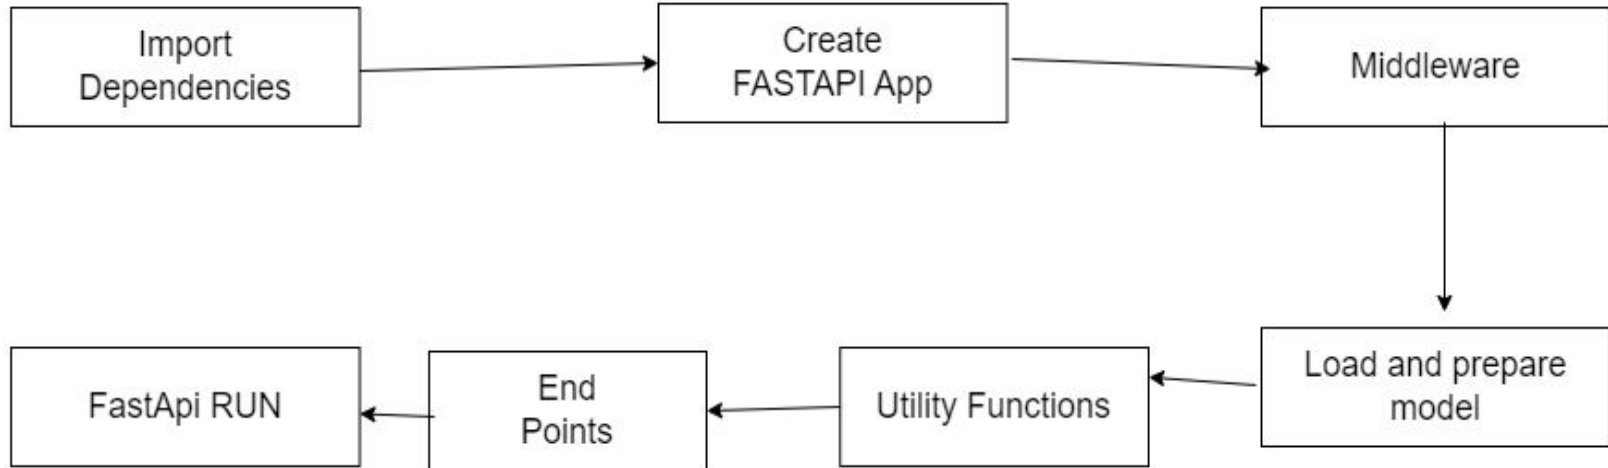 Import
Dependencies
Create
FASTAPI App
Middleware
Load and prepare
model
Utility Functions
End
Points
FastApi RUN